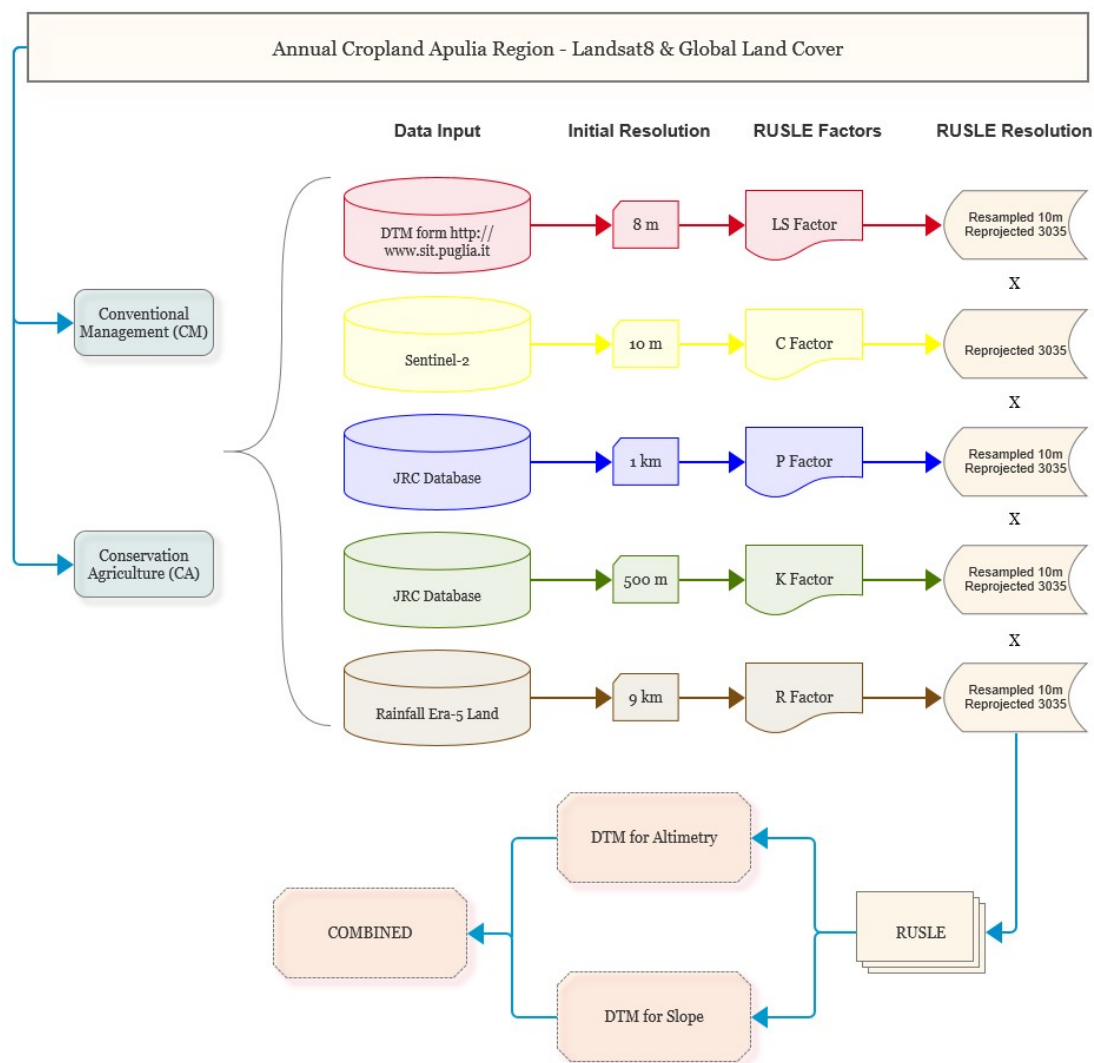 Annual Cropland Apulia Region - Landsat8 & Global Land Cover
Data Input
Initial Resolution
RUSLE Factors
RUSLE Resolution
DTM form http://
www.sit.puglia.it
8 m
LS Factor
Resampled 10m
Reprojected 3035
X
Conventional
Management (CM)
Sentinel-2
10 m
C Factor
Reprojected 3035
X
JRC Database
1 km
P Factor
Resampled 10m
Reprojected 3035
X
Conservation
Agriculture (CA)
JRC Database
500 m
K Factor
Resampled 10m
Reprojected 3035
X
Rainfall Era-5 Land
9 km
R Factor
Resampled 10m
Reprojected 3035
DTM for Altimetry
COMBINED
RUSLE
DTM for Slope